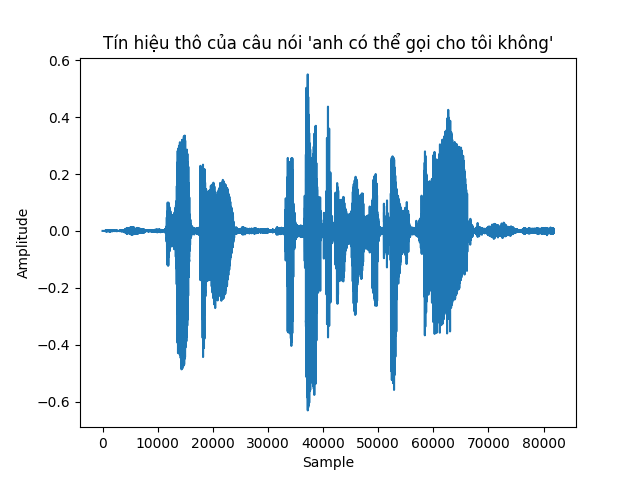 Tín hiệu thô của câu nói 'anh có thể gọi cho tôi không'
0.6
0.4
0.2
0.0
−0.2
−0.4
−0.6
Amplitude
0 10000 20000 30000 40000 50000 60000 70000 80000
Sample